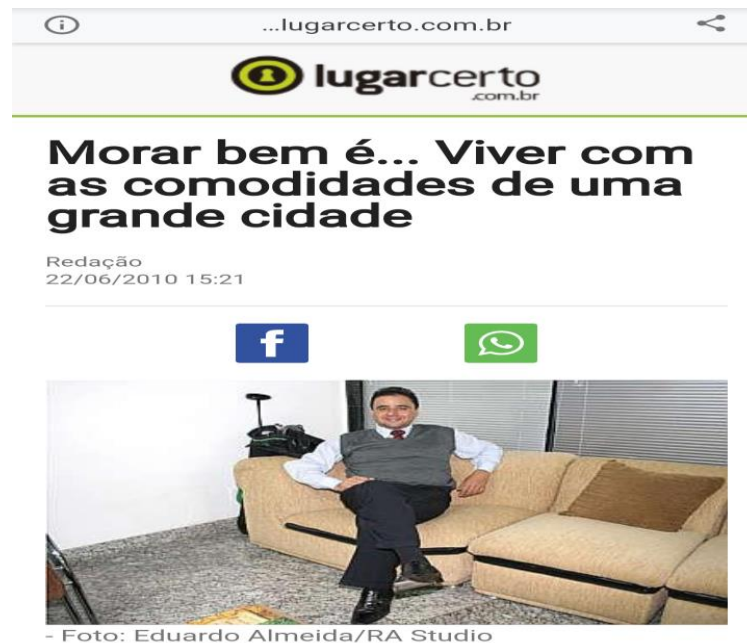 ...lugarcerto.com.br
lugarcerto
.com.br
Morar bem é... Viver com
as comodidades de uma
grande cidade
Redação
22/06/2010 15:21
- Foto: Eduardo Almeida/RA Studio